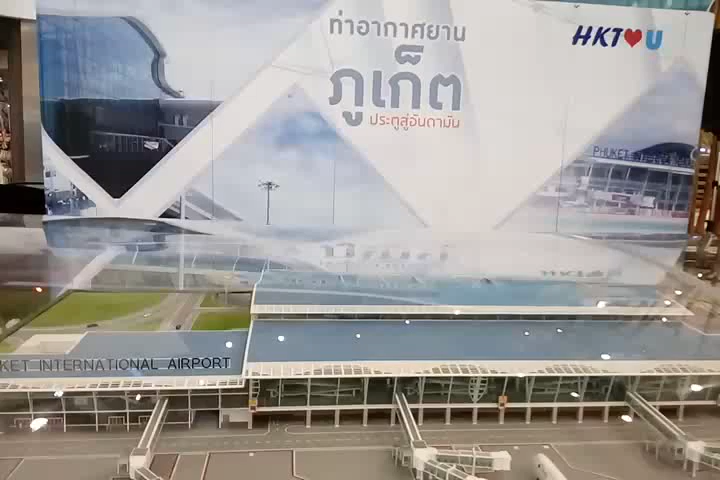 ท่าอากาศยาน
ภูเก็ต
ประตูสู่อันดามัน
HKT❤U
PHUKET
KET INTERNATIONAL AIRPORT